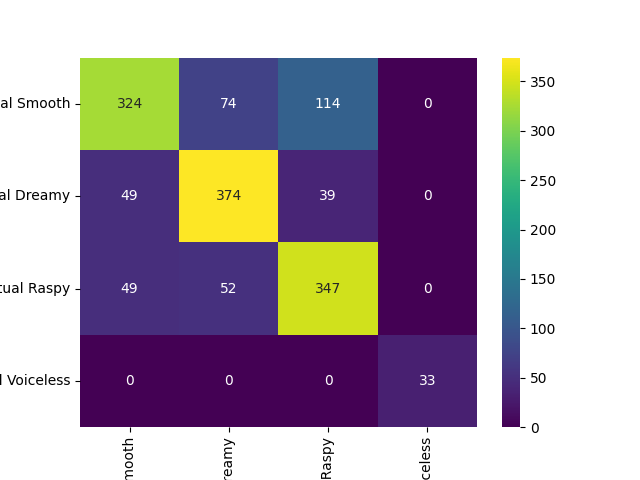 al Smooth 324 74 114 0
al Dreamy 49 374 39 0
tual Raspy 49 52 347 0
l Voiceless 0 0 0 33
mooth reamy Raspy celess
350
300
250
200
150
100
50
0